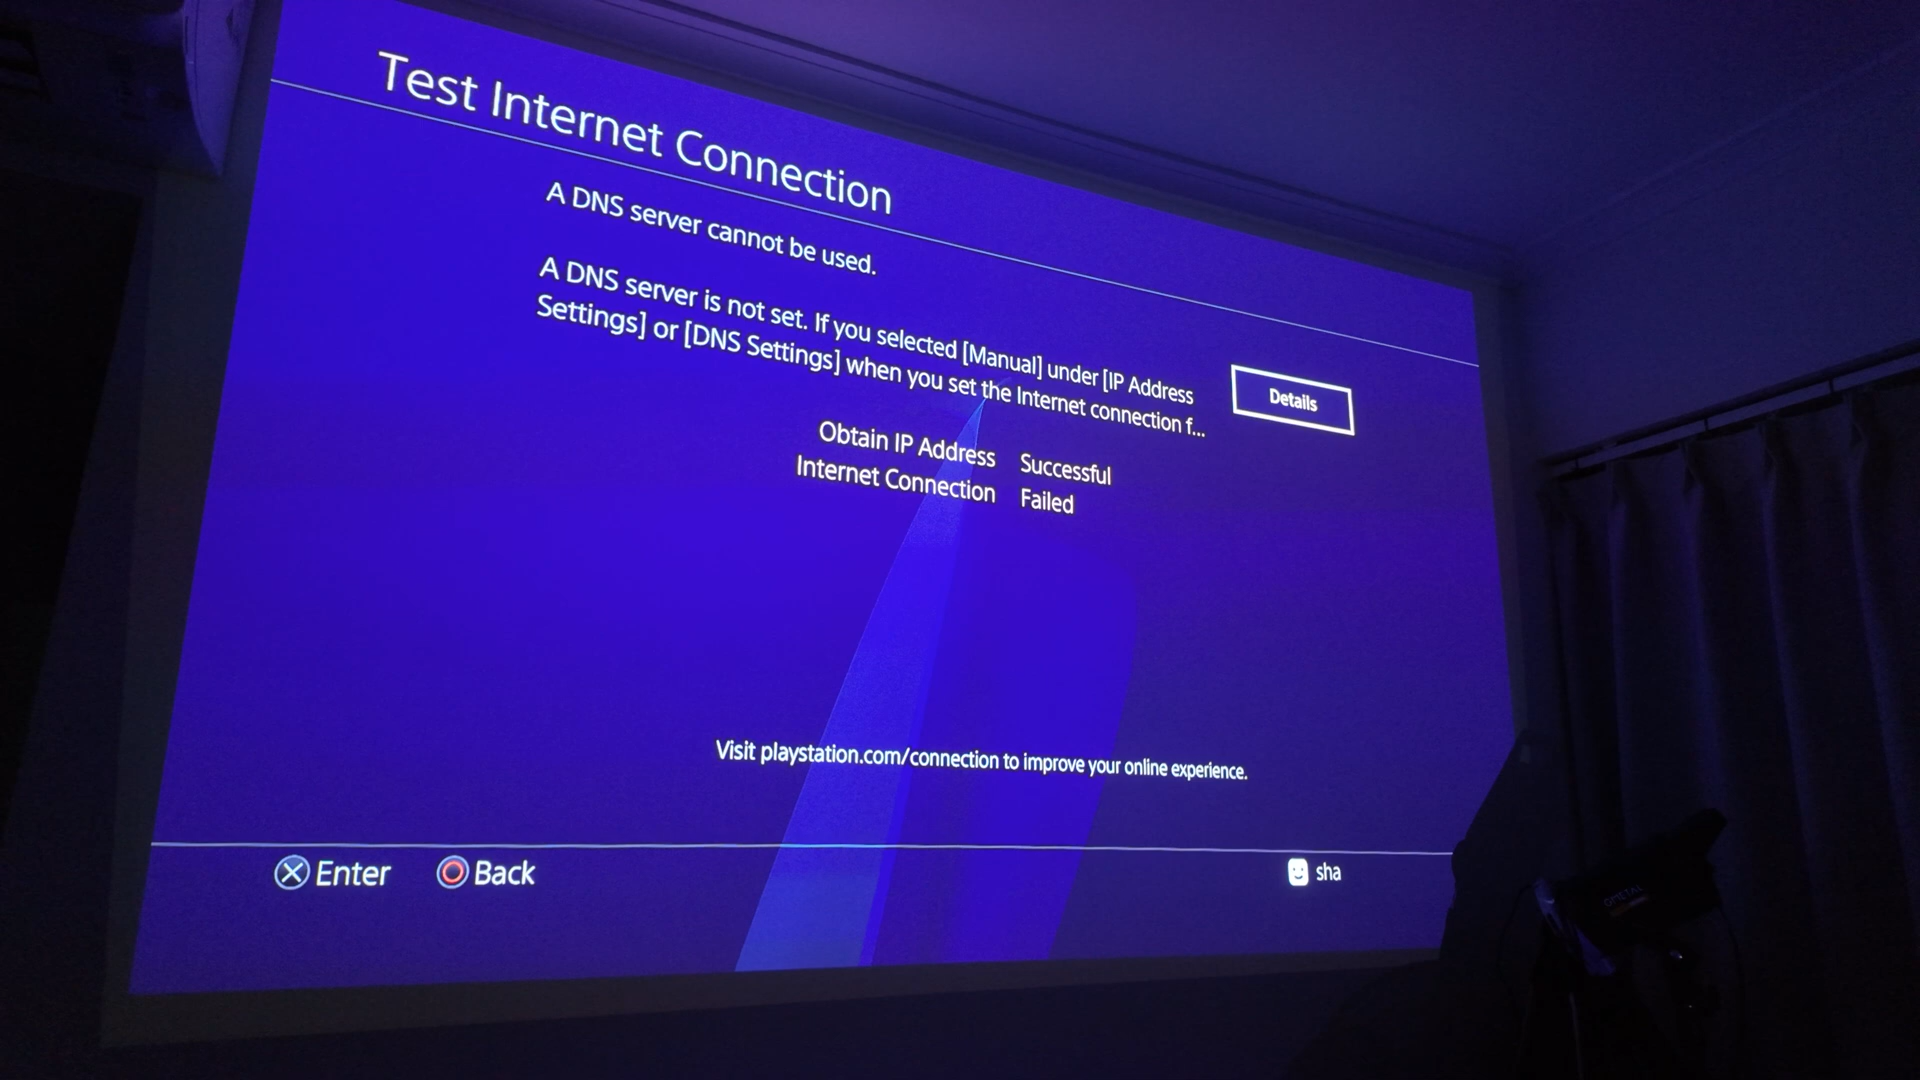 Test Internet Connection
A DNS server cannot be used.
A DNS server is not set. If you selected [Manual] under [IP Address
Settings] or [DNS Settings] when you set the Internet connection f...
Details
Obtain IP Address Successful
Internet Connection Failed
Visit playstation.com/connection to improve your online experience.
Enter Back sha